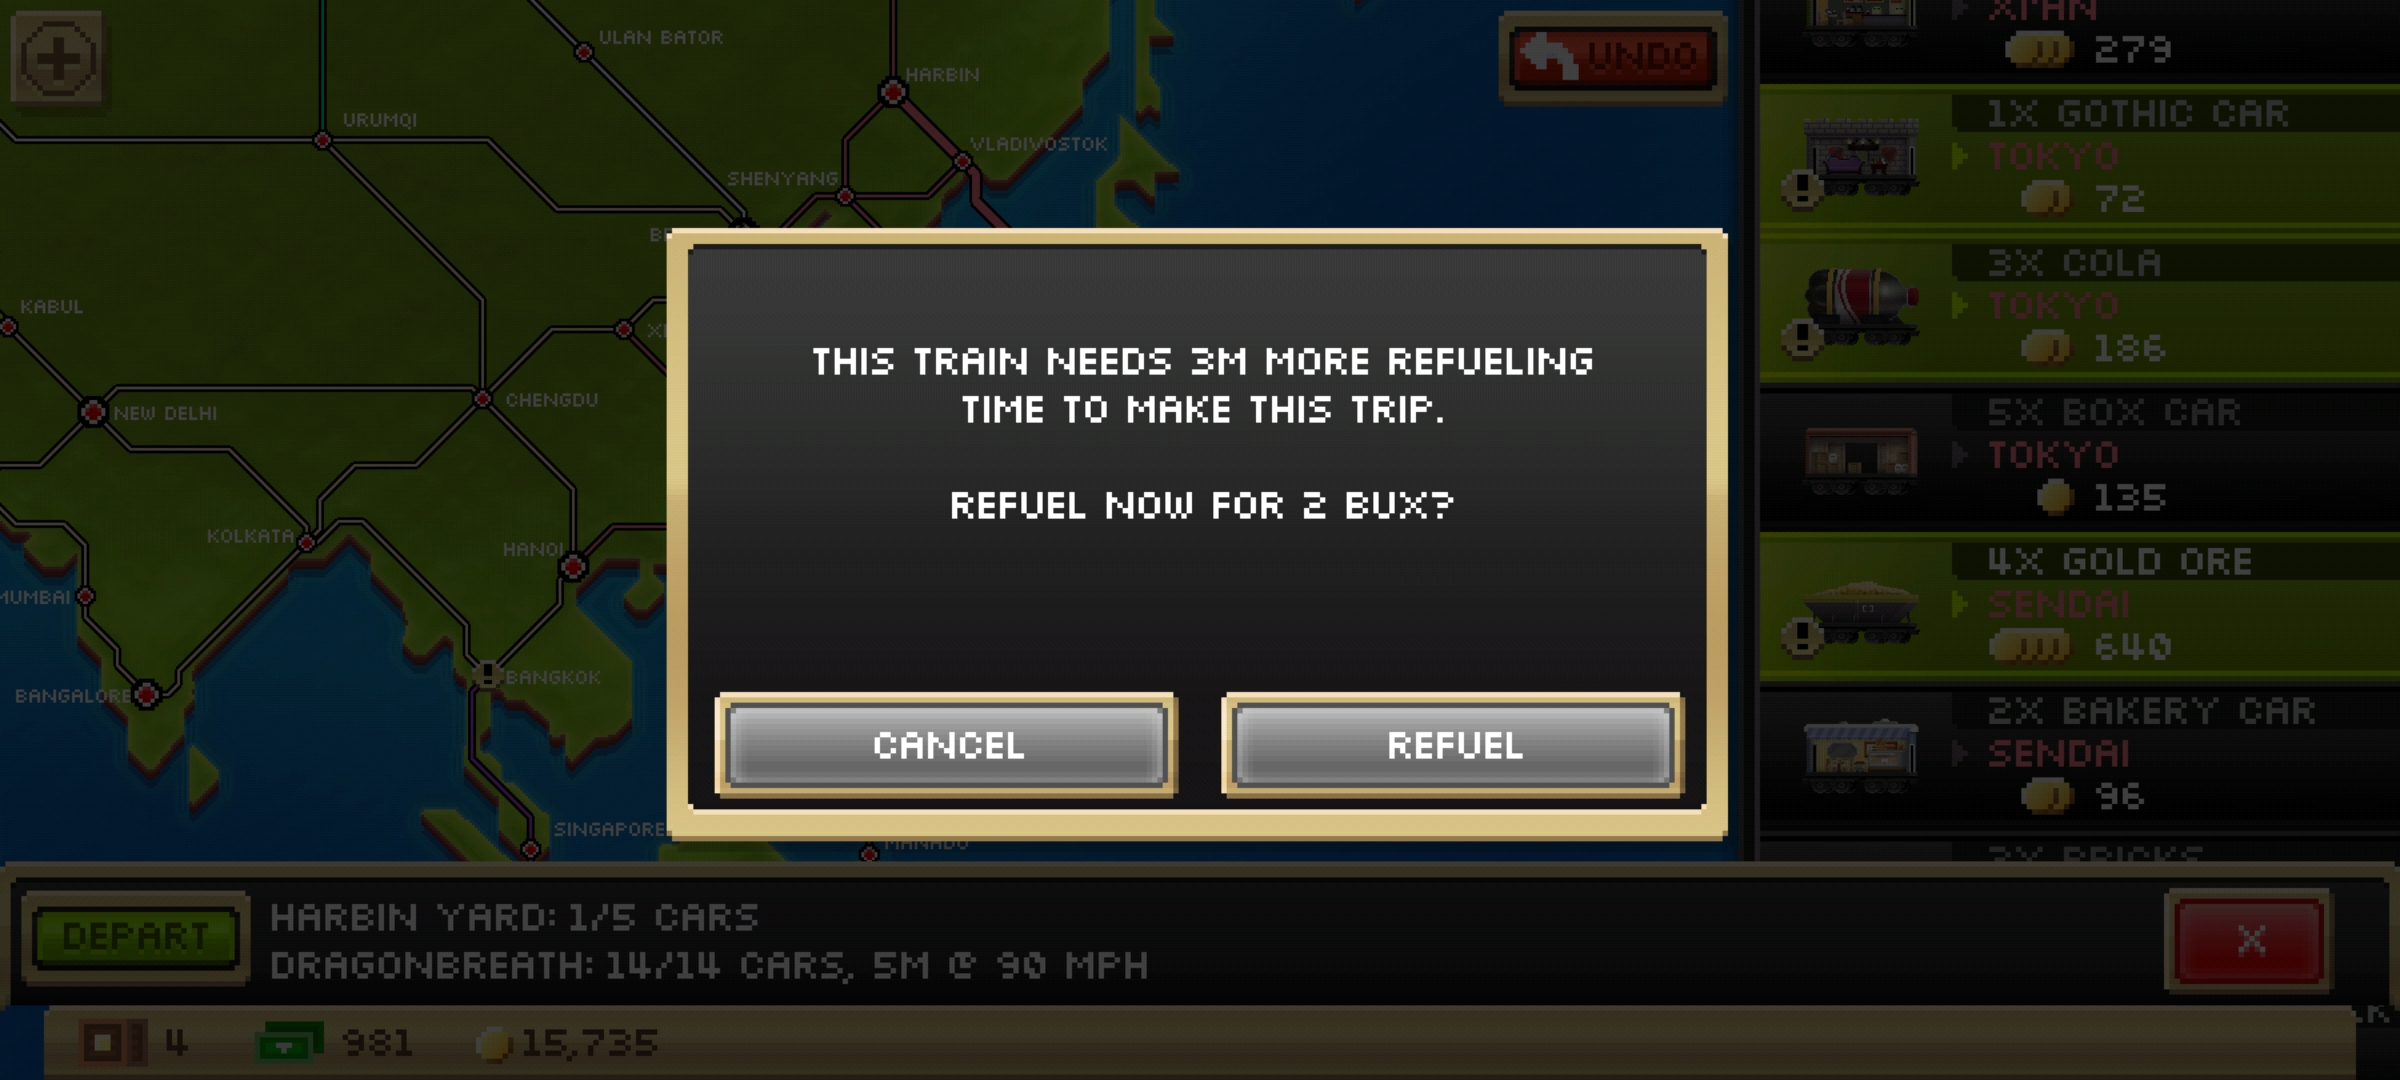 ULAN BATOR
HARBIN
URUMQI
VLADIVOSTOK
SHENYANG
KABUL
CHENGDU
NEW DELHI
KOLKATA
HANOI
MUMBAI
BANGKOK
BANGALORE
SINGAPORE
MANADO
UNDO
XI'AN
279
1X GOTHIC CAR
TOKYO
72
3X COLA
TOKYO
186
5X BOX CAR
TOKYO
135
4X GOLD ORE
SENDAI
640
2X BAKERY CAR
SENDAI
96
THIS TRAIN NEEDS 3M MORE REFUELING
TIME TO MAKE THIS TRIP.
REFUEL NOW FOR 2 BUX?
CANCEL
REFUEL
DEPART
HARBIN YARD: 1/5 CARS
DRAGONBREATH: 14/14 CARS, 5M @ 90 MPH
X
4
981
15,735